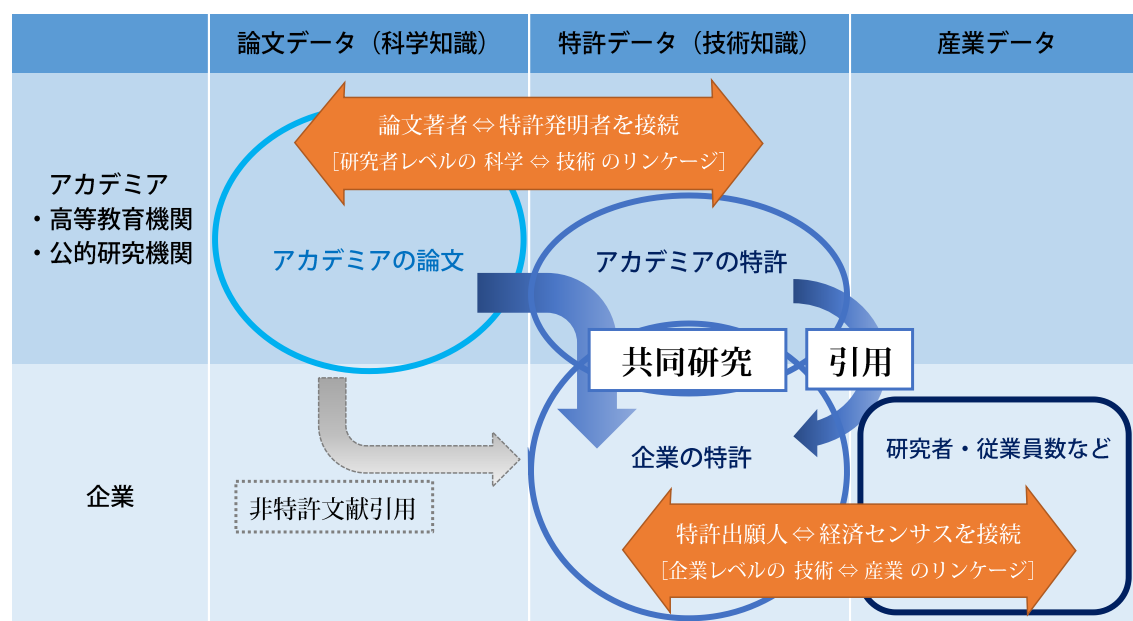 論文データ（科学知識）
特許データ（技術知識）
産業データ
論文著者 ⇔ 特許発明者を接続
[研究者レベルの 科学 ⇔ 技術 のリンケージ]
アカデミア
・高等教育機関
・公的研究機関
アカデミアの論文
アカデミアの特許
共同研究
引用
企業
非特許文献引用
企業の特許
研究者・従業員数など
特許出願人 ⇔ 経済センサスを接続
[企業レベルの 技術 ⇔ 産業 のリンケージ]